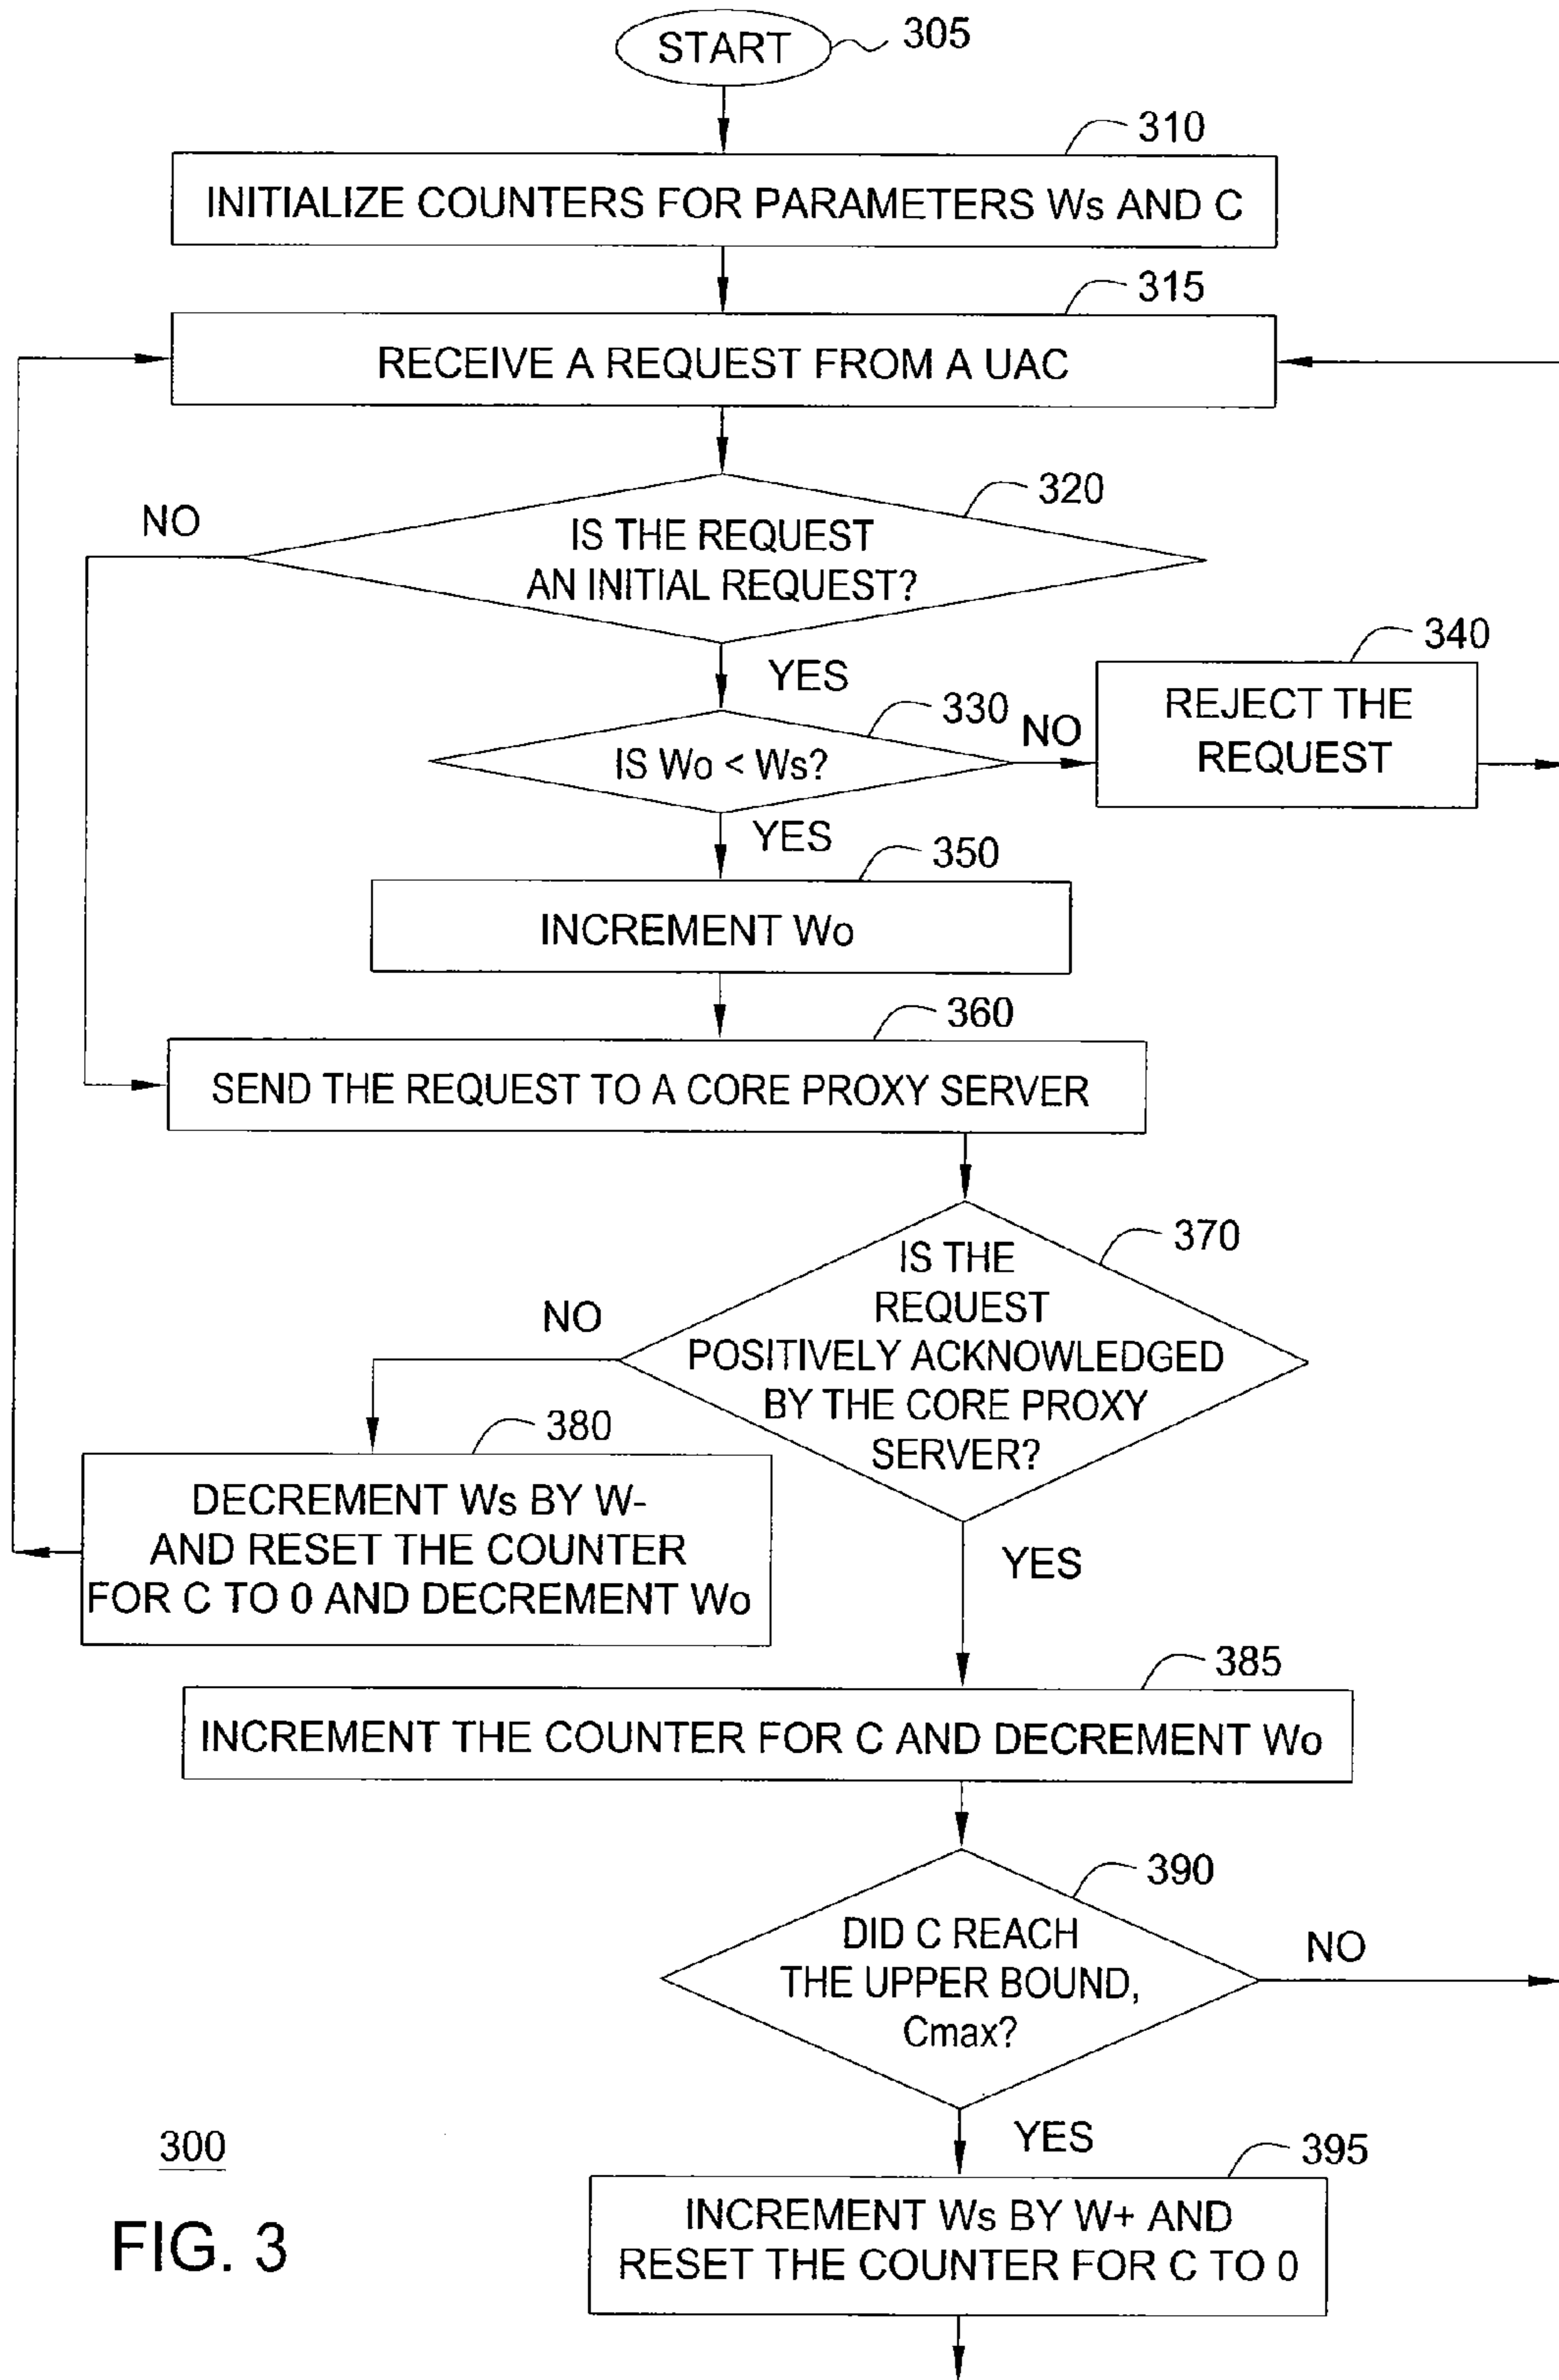 START
305
310
INITIALIZE COUNTERS FOR PARAMETERS Ws AND C
315
RECEIVE A REQUEST FROM A UAC
320
NO
IS THE REQUEST
AN INITIAL REQUEST?
YES
340
REJECT THE
REQUEST
330
NO
IS Wo < Ws?
YES
350
INCREMENT Wo
360
SEND THE REQUEST TO A CORE PROXY SERVER
370
IS THE
REQUEST
POSITIVELY ACKNOWLEDGED
BY THE CORE PROXY
SERVER?
NO
380
DECREMENT Ws BY W-
AND RESET THE COUNTER
FOR C TO 0 AND DECREMENT Wo
YES
385
INCREMENT THE COUNTER FOR C AND DECREMENT Wo
390
DID C REACH
THE UPPER BOUND,
Cmax?
NO
YES
395
INCREMENT Ws BY W+ AND
RESET THE COUNTER FOR C TO 0
300
FIG. 3